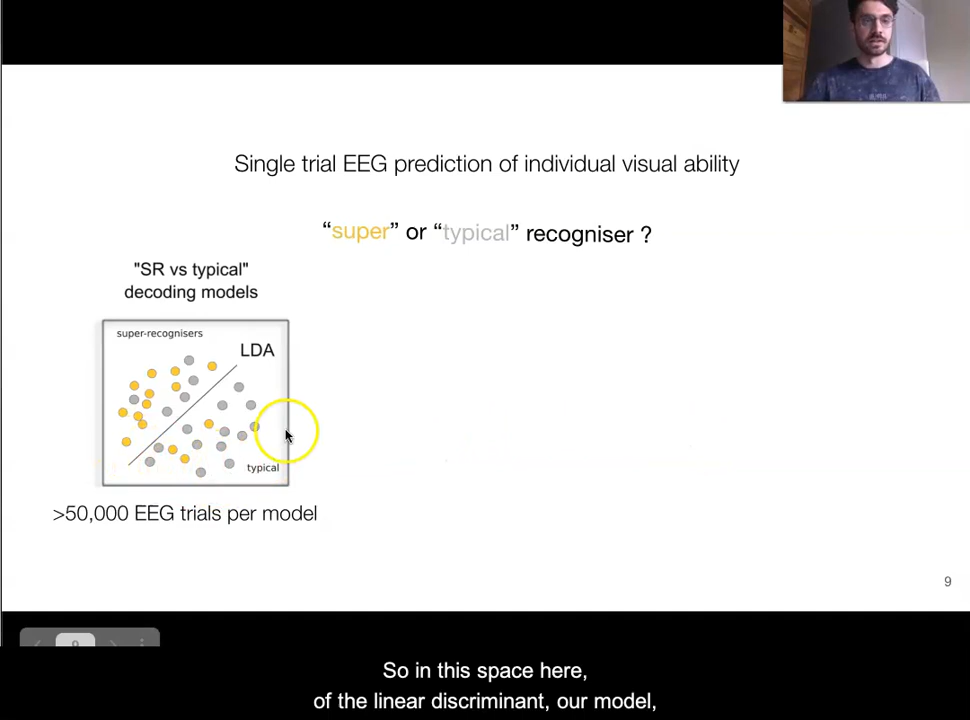 Single trial EEG prediction of individual visual ability
“super” or “typical” recogniser ?
"SR vs typical"
decoding models
super-recognisers
LDA
typical
>50,000 EEG trials per model
9
9
So in this space here,
of the linear discriminant, our model,